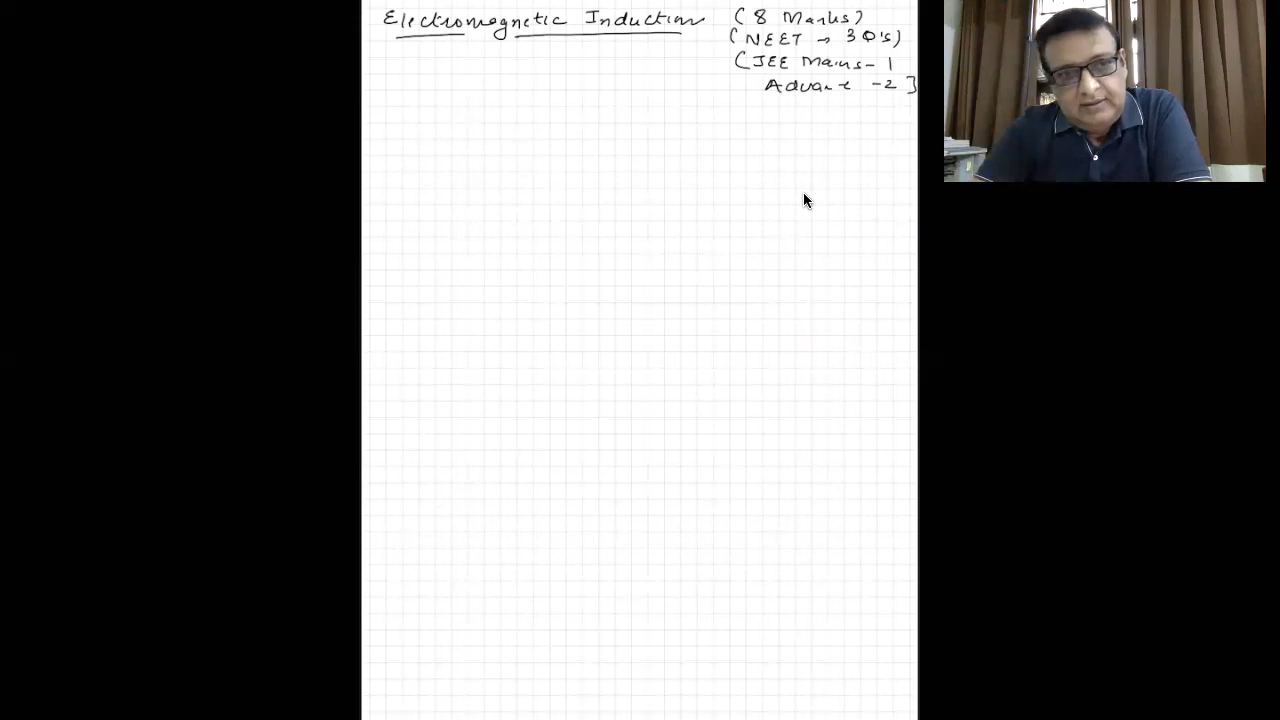 Electromagnetic Induction (8 Marks)
(NEET → 3 Q's)
(JEE Mains - 1
Advance - 2]